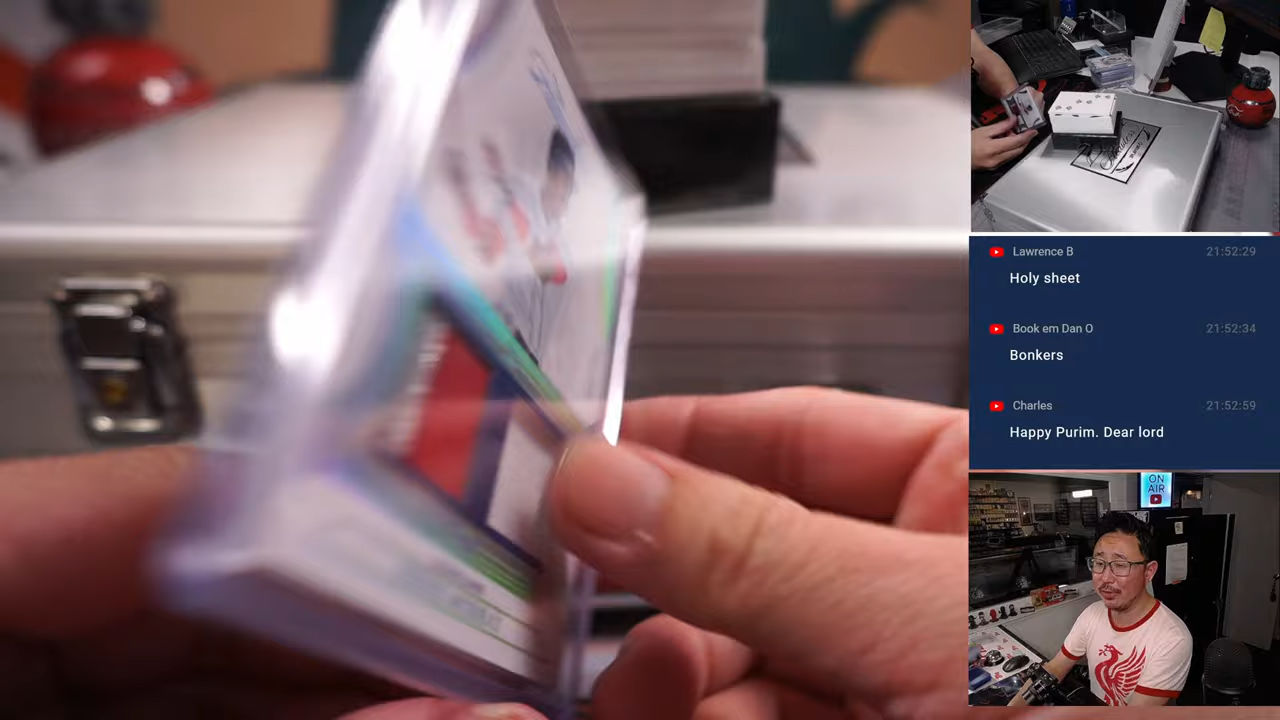 Lawrence B 21:52:29
Holy sheet
Book em Dan O 21:52:34
Bonkers
Charles 21:52:59
Happy Purim. Dear lord
ON
AIR